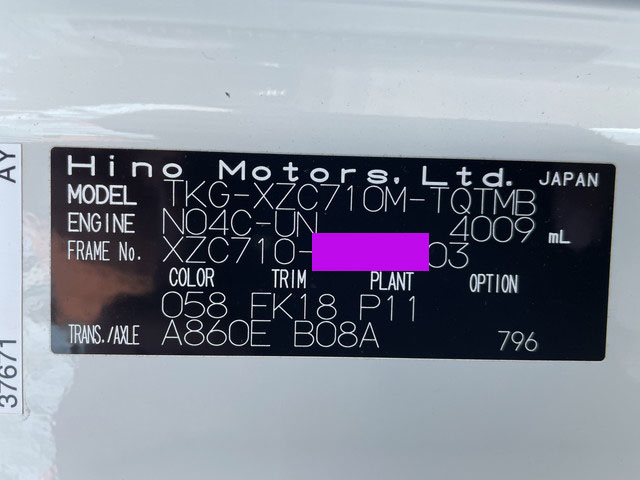 Hino Motors, Ltd. JAPAN
MODEL TKG-XZC710M-TQTMB
ENGINE N04C-UN 4009 mL
FRAME No. XZC710- 03
COLOR TRIM PLANT OPTION
058 FK18 P11
TRANS./AXLE A860E B08A 796
AY
37671